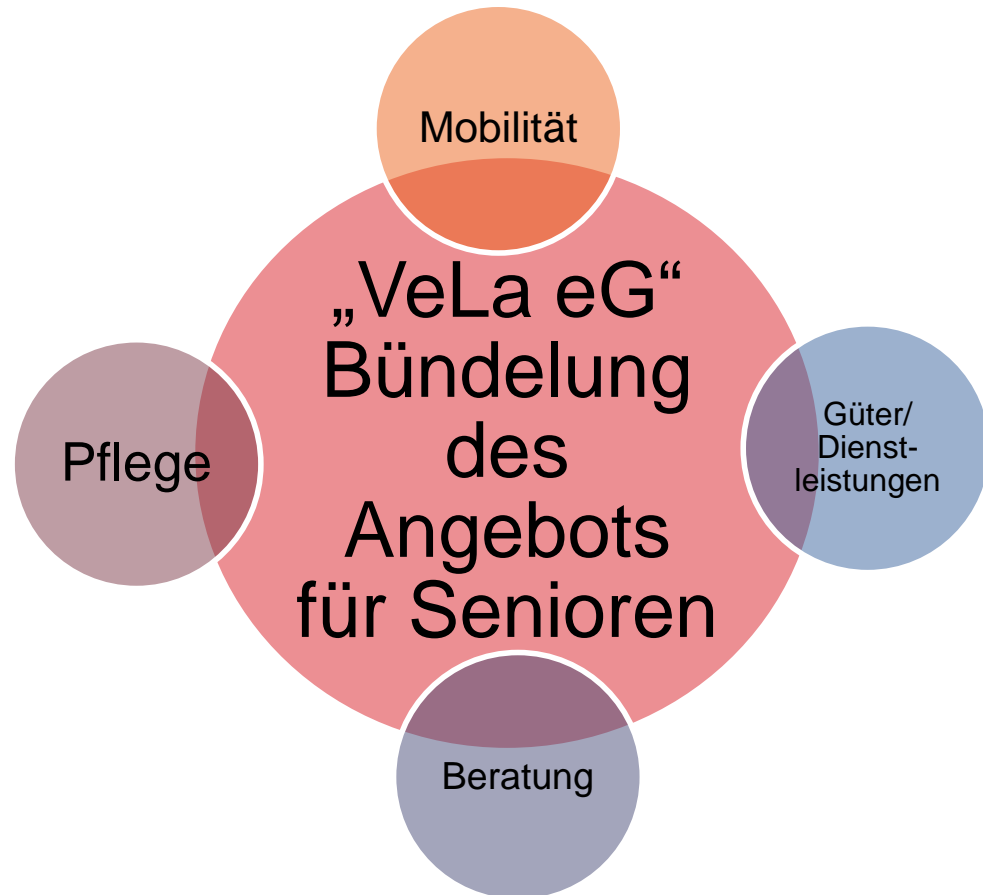 Mobilität
„VeLa eG“
Bündelung
des
Angebots
für Senioren
Pflege
Güter/
Dienst-
leistungen
Beratung